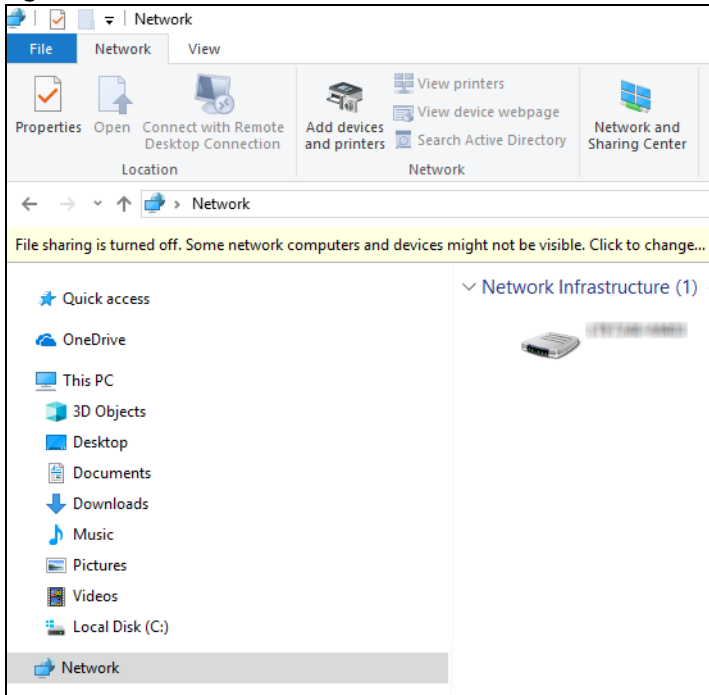 Network
File
Network
View
Properties
Open
Connect with Remote
Desktop Connection
Location
Add devices
and printers
View printers
View device webpage
Search Active Directory
Network
Network and
Sharing Center
Network
File sharing is turned off. Some network computers and devices might not be visible. Click to change...
Quick access
OneDrive
This PC
3D Objects
Desktop
Documents
Downloads
Music
Pictures
Videos
Local Disk (C:)
Network
Network Infrastructure (1)